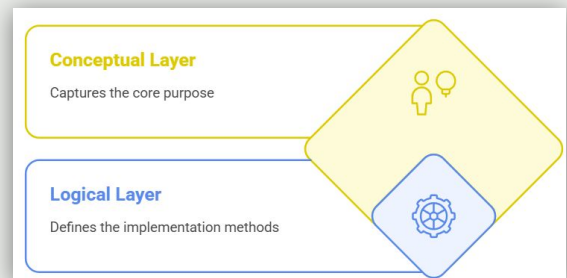 Conceptual Layer
Captures the core purpose
Logical Layer
Defines the implementation methods